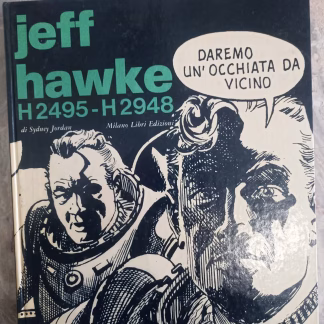 jeff
hawke
H2495-H2948
di Sydney Jordan
Milano Libri Edizioni
DAREMO
UN'OCCHIATA DA
VICINO